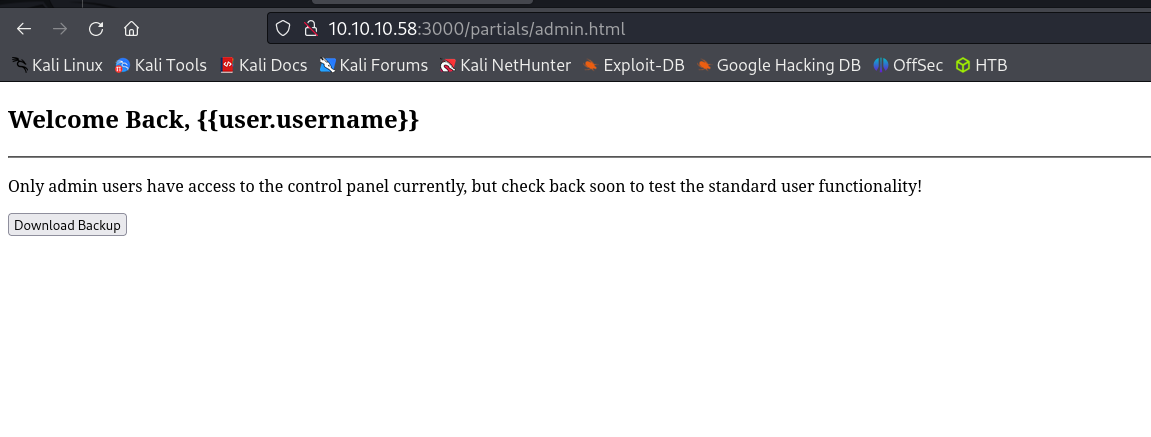 10.10.10.58:3000/partials/admin.html
Kali Linux Kali Tools Kali Docs Kali Forums Kali NetHunter Exploit-DB Google Hacking DB OffSec HTB
Welcome Back, {{user.username}}
Only admin users have access to the control panel currently, but check back soon to test the standard user functionality!
Download Backup